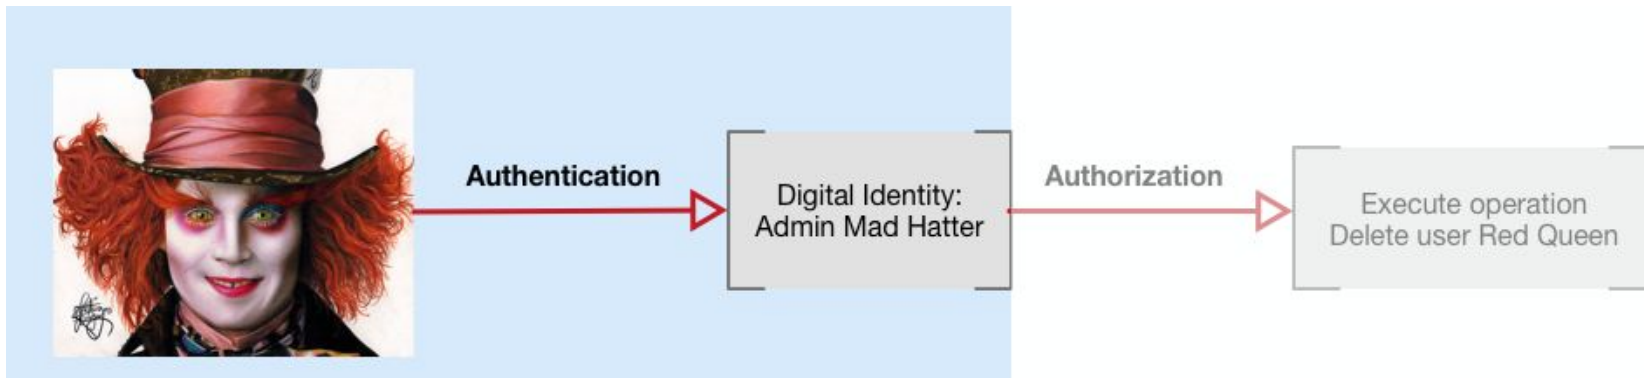 Authentication
Digital Identity:
Admin Mad Hatter
Authorization
Execute operation
Delete user Red Queen